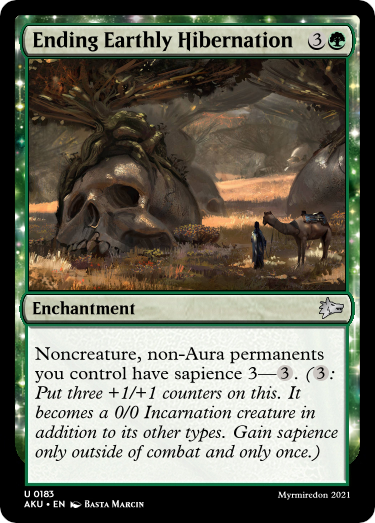 Ending Earthly Hibernation 3
Enchantment
Noncreature, non-Aura permanents
you control have sapience 3—3. (3:
Put three +1/+1 counters on this. It
becomes a 0/0 Incarnation creature in
addition to its other types. Gain sapience
only outside of combat and only once.)
U 0183
AKU • EN Basta Marcin
Myrmiredon 2021